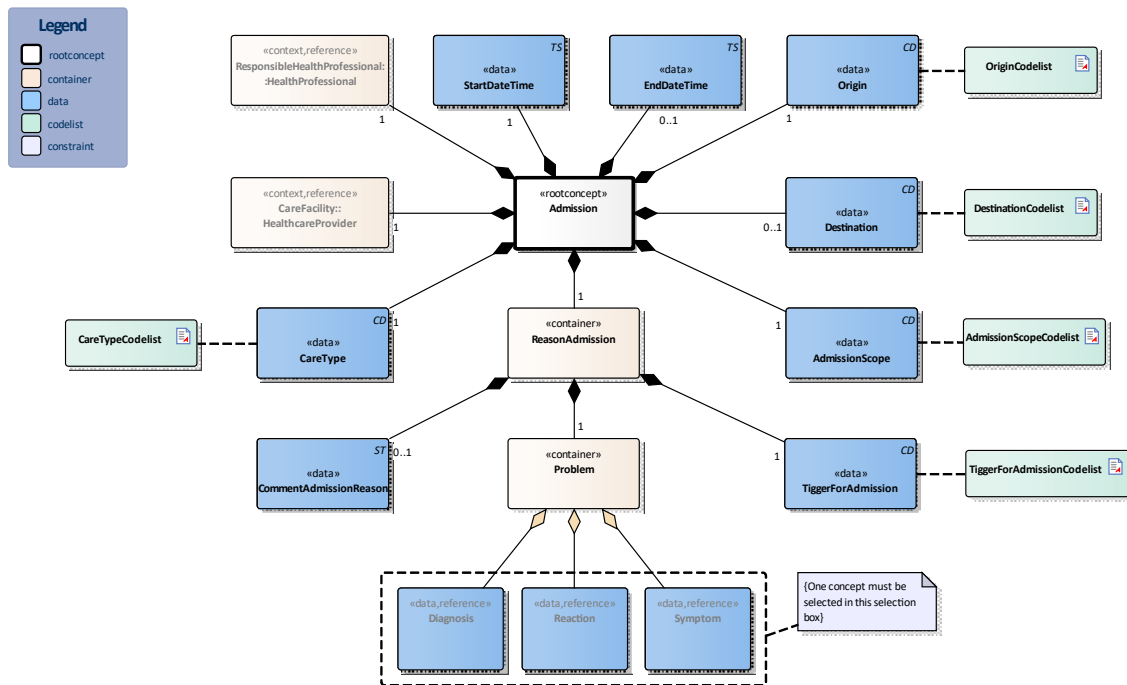 Legend
rootconcept
container
data
codelist
constraint
«context,reference»
ResponsibleHealthProfessional:
:HealthProfessional
1
TS
«data»
StartDateTime
1
TS
«data»
EndDateTime
0..1
CD
«data»
Origin
1
OriginCodelist
«context,reference»
CareFacility::
HealthcareProvider
1
«rootconcept»
Admission
CD
«data»
Destination
0..1
DestinationCodelist
CareTypeCodelist
CD
«data»
CareType
1
1
«container»
ReasonAdmission
CD
«data»
AdmissionScope
1
AdmissionScopeCodelist
ST
«data»
CommentAdmissionReason
0..1
1
«container»
Problem
CD
«data»
TiggerForAdmission
1
TiggerForAdmissionCodelist
«data,reference»
Diagnosis
«data,reference»
Reaction
«data,reference»
Symptom
{One concept must be
selected in this selection
box}